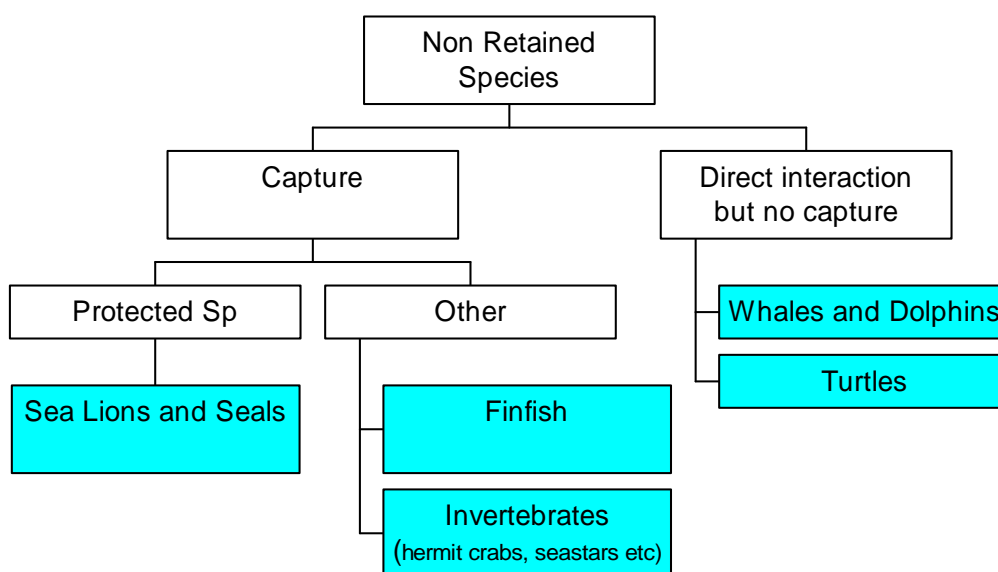 Non Retained
Species
Capture
Direct interaction
but no capture
Protected Sp
Other
Whales and Dolphins
Turtles
Sea Lions and Seals
Finfish
Invertebrates
(hermit crabs, seastars etc)